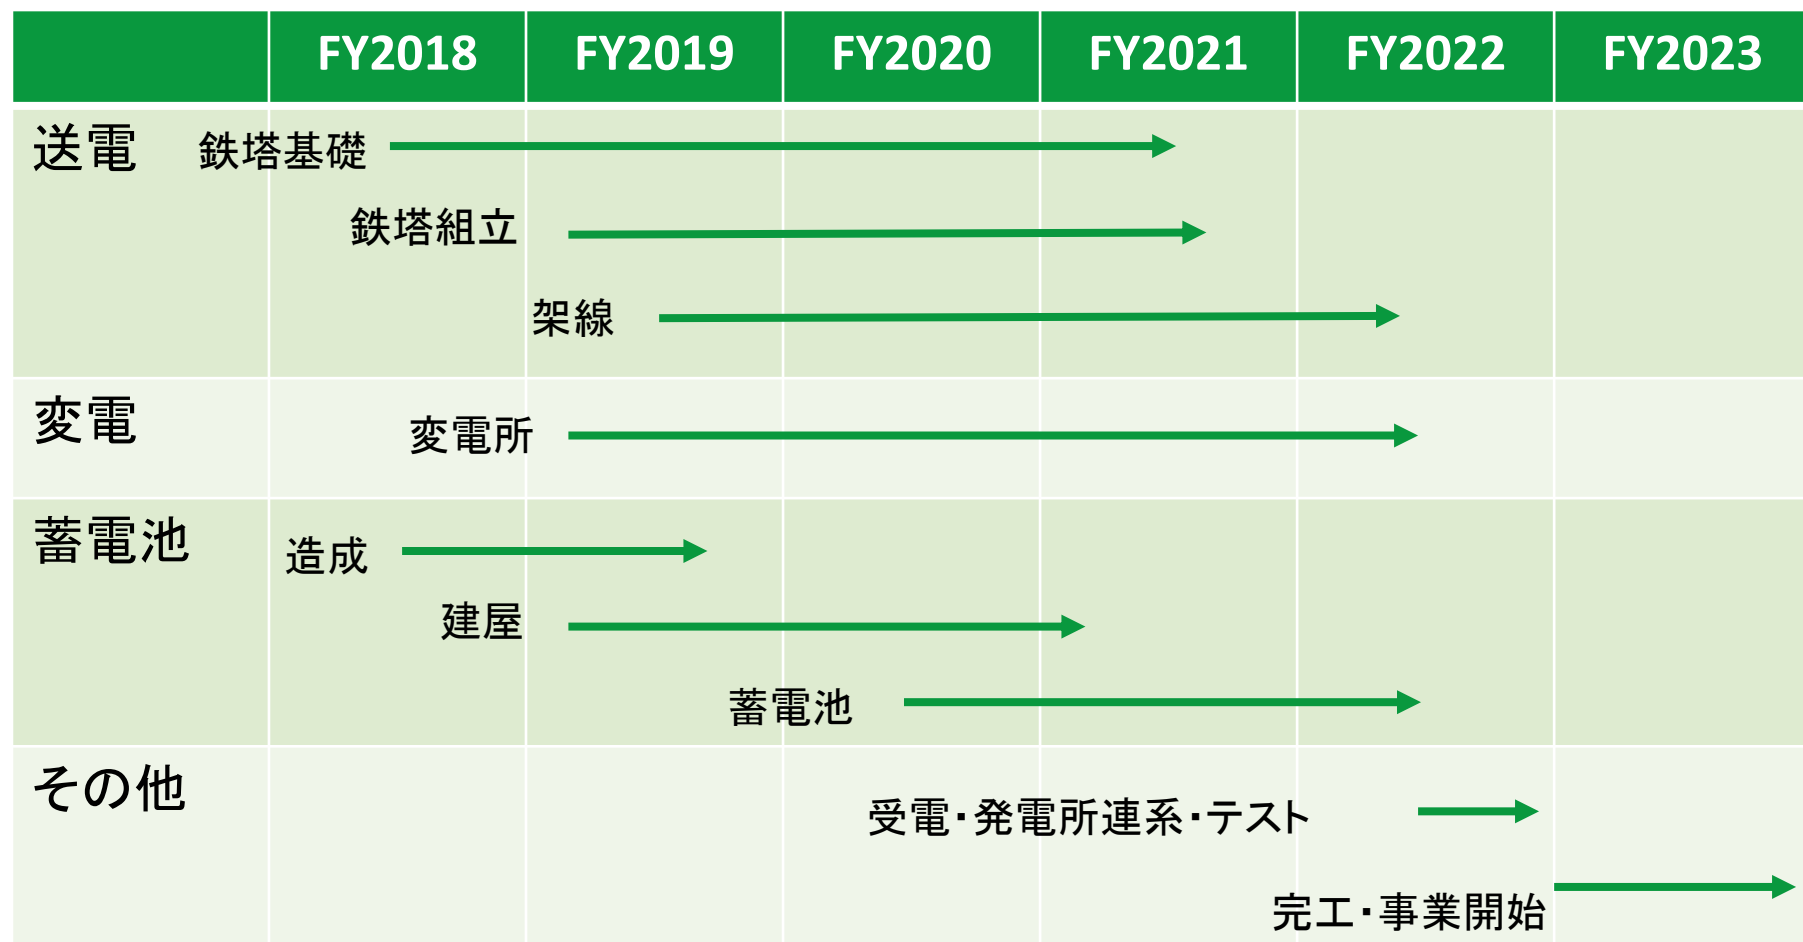 FY2018 FY2019 FY2020 FY2021 FY2022 FY2023
送電 鉄塔基礎
鉄塔組立
架線
変電 変電所
蓄電池 造成
建屋
蓄電池
その他 受電・発電所連系・テスト
完工・事業開始